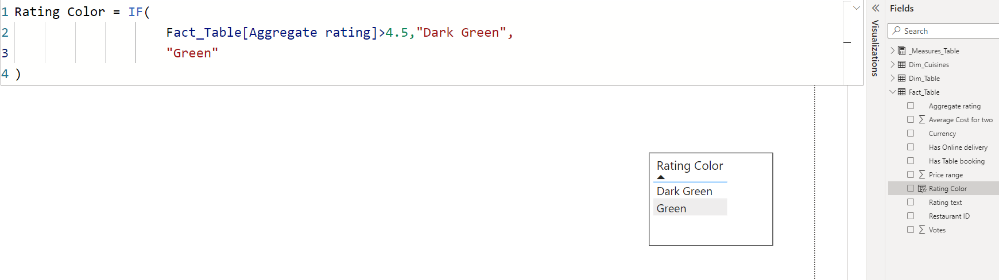 1 Rating Color = IF(
2 Fact_Table[Aggregate rating]>4.5,"Dark Green",
3 "Green"
4 )
Rating Color
Dark Green
Green
Visualizations
Fields
Search
_Measures_Table
Dim_Cuisines
Dim_Table
Fact_Table
Aggregate rating
Average Cost for two
Currency
Has Online delivery
Has Table booking
Price range
Rating Color
Rating text
Restaurant ID
Votes